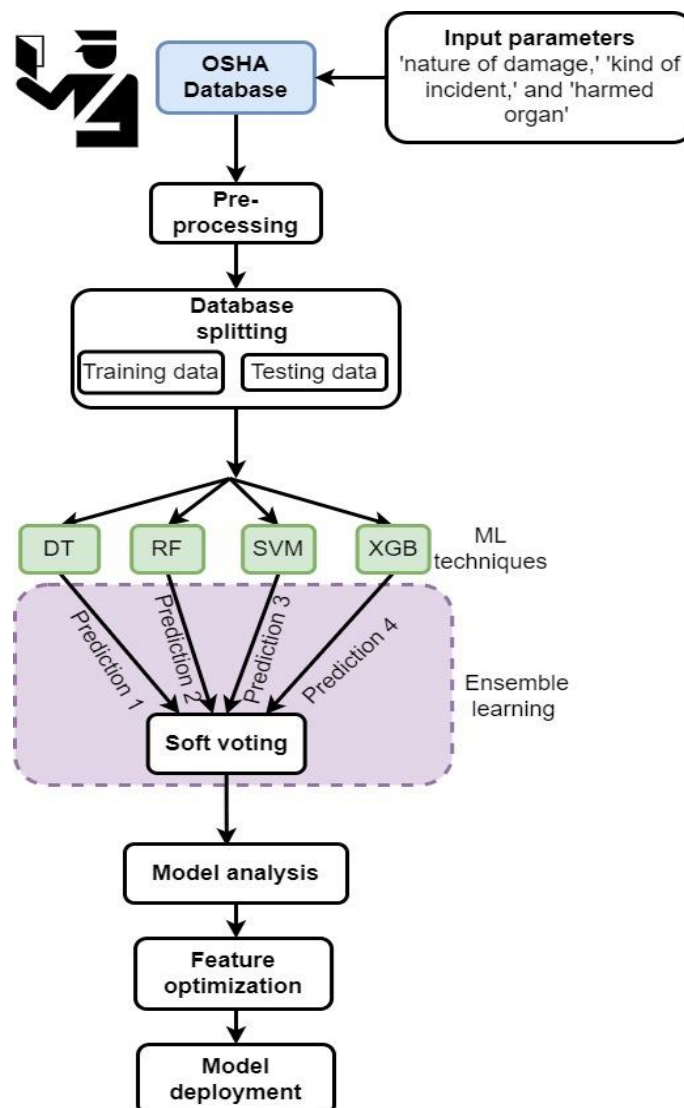 Input parameters
'nature of damage,' 'kind of
incident,' and 'harmed
organ'
OSHA
Database
Pre-
processing
Database
splitting
Training data
Testing data
DT
RF
SVM
XGB
ML
techniques
Prediction 1
Prediction 2
Prediction 3
Prediction 4
Ensemble
learning
Soft voting
Model analysis
Feature
optimization
Model
deployment